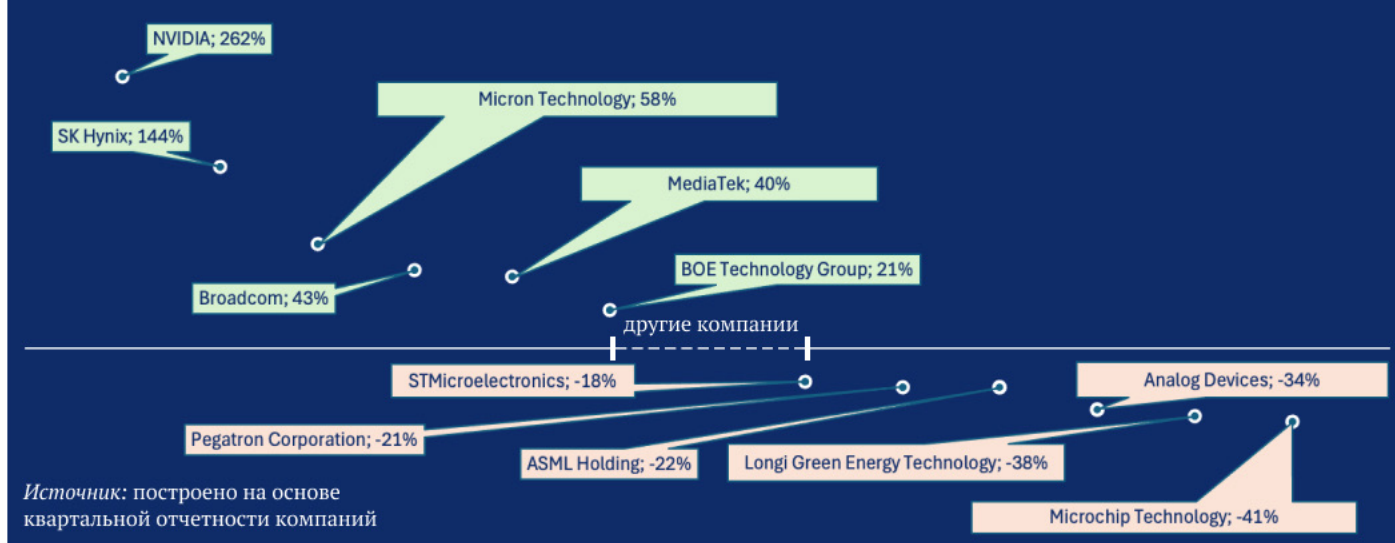 NVIDIA; 262%
Micron Technology; 58%
SK Hynix; 144%
MediaTek; 40%
BOE Technology Group; 21%
Broadcom; 43%
другие компании
STMicroelectronics; -18%
Analog Devices; -34%
Pegatron Corporation; -21%
ASML Holding; -22%
Longi Green Energy Technology; -38%
Microchip Technology; -41%
Источник: построено на основе
квартальной отчетности компаний